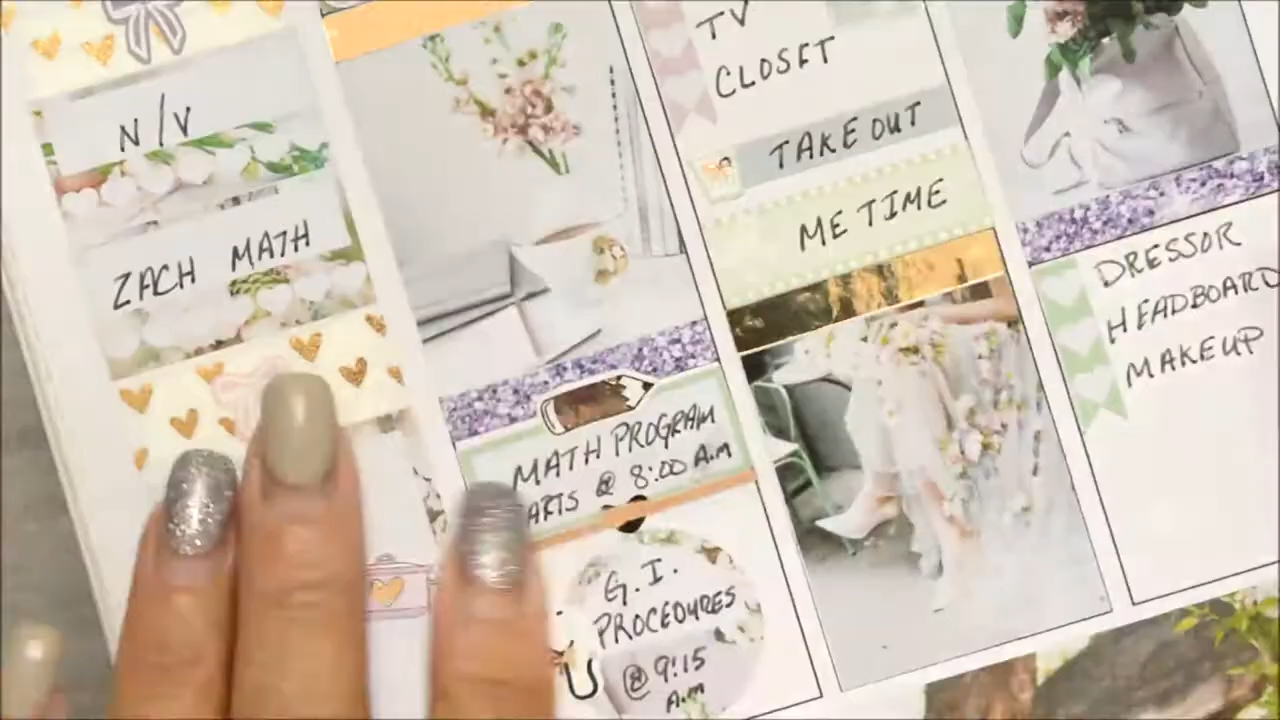 N/V
ZACH MATH
MATH PROGRAM
ARTS @ 8:00 A.M
G.I.
PROCEDURES
@ 9:15
A.M
TV
CLOSET
TAKE OUT
ME TIME
DRESSOR
HEADBOARD
MAKEUP